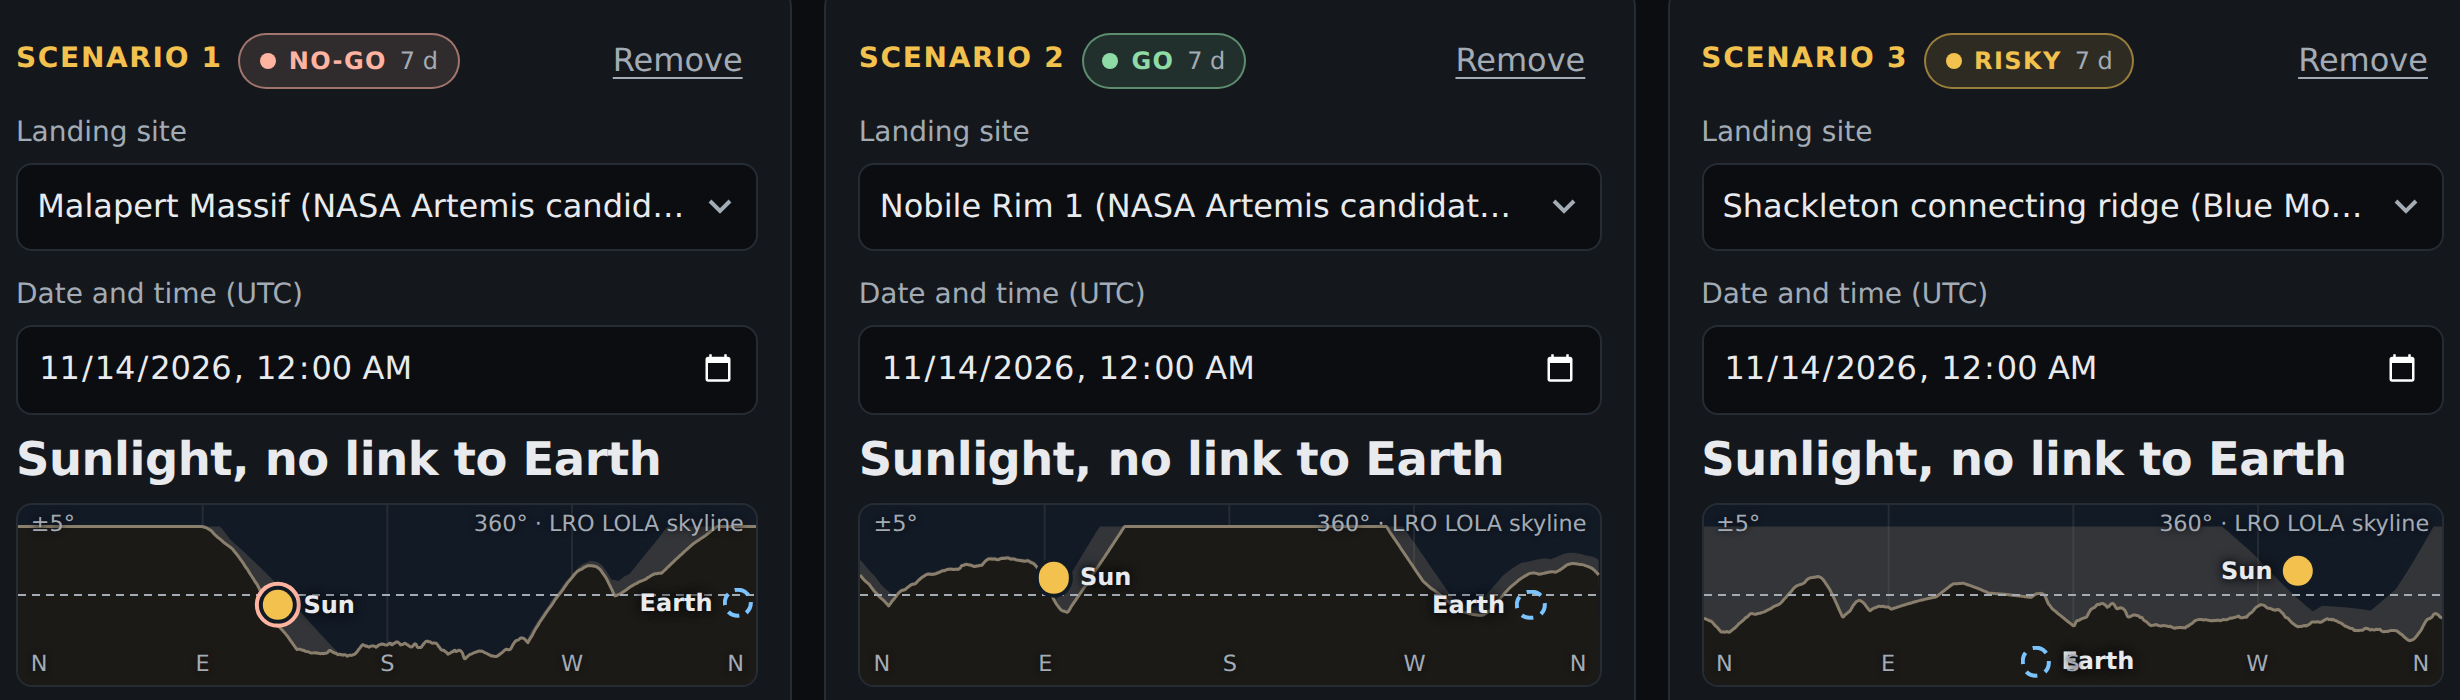 SCENARIO 1 NO-GO 7 d Remove
Landing site
Malapert Massif (NASA Artemis candid...
Date and time (UTC)
11/14/2026, 12:00 AM
Sunlight, no link to Earth
±5° 360° · LRO LOLA skyline
Sun
Earth
N E S W N
SCENARIO 2 GO 7 d Remove
Landing site
Nobile Rim 1 (NASA Artemis candidat...
Date and time (UTC)
11/14/2026, 12:00 AM
Sunlight, no link to Earth
±5° 360° · LRO LOLA skyline
Sun
Earth
N E S W N
SCENARIO 3 RISKY 7 d Remove
Landing site
Shackleton connecting ridge (Blue Mo...
Date and time (UTC)
11/14/2026, 12:00 AM
Sunlight, no link to Earth
±5° 360° · LRO LOLA skyline
Sun
Earth
N E S W N